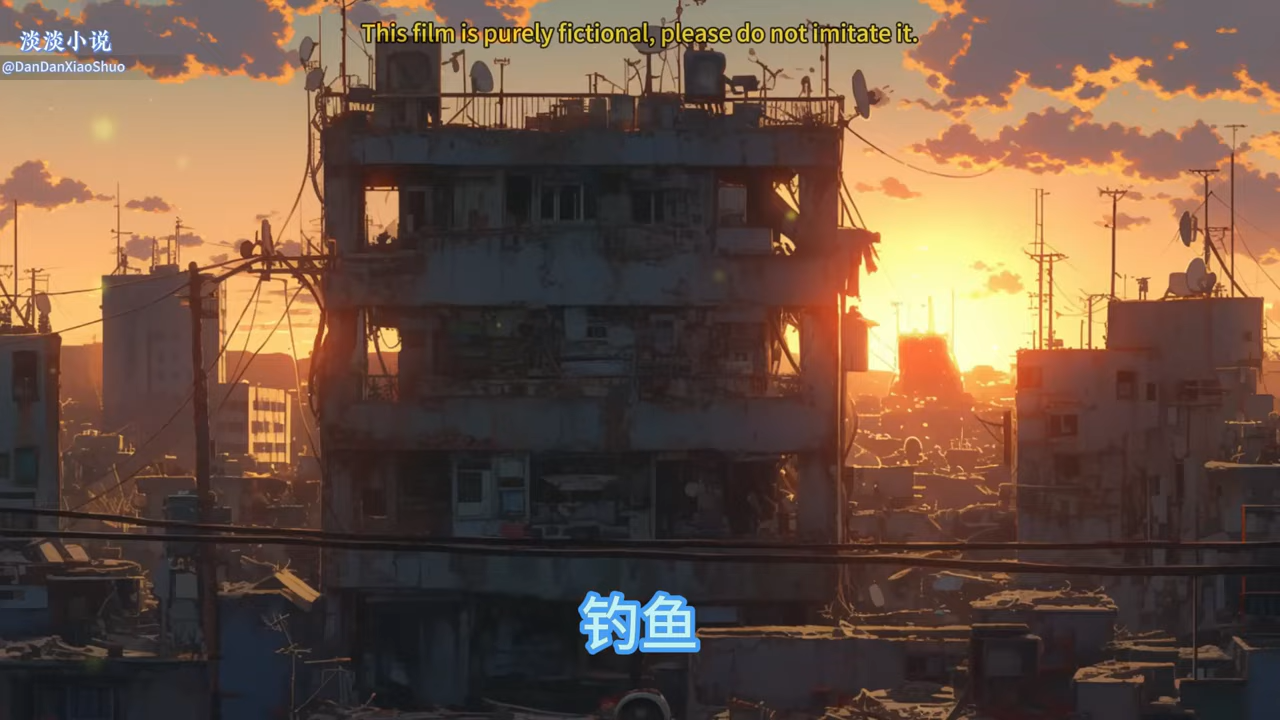 This film is purely fictional, please do not imitate it.
淡淡小说
@DanDanXiaoShuo
钓鱼